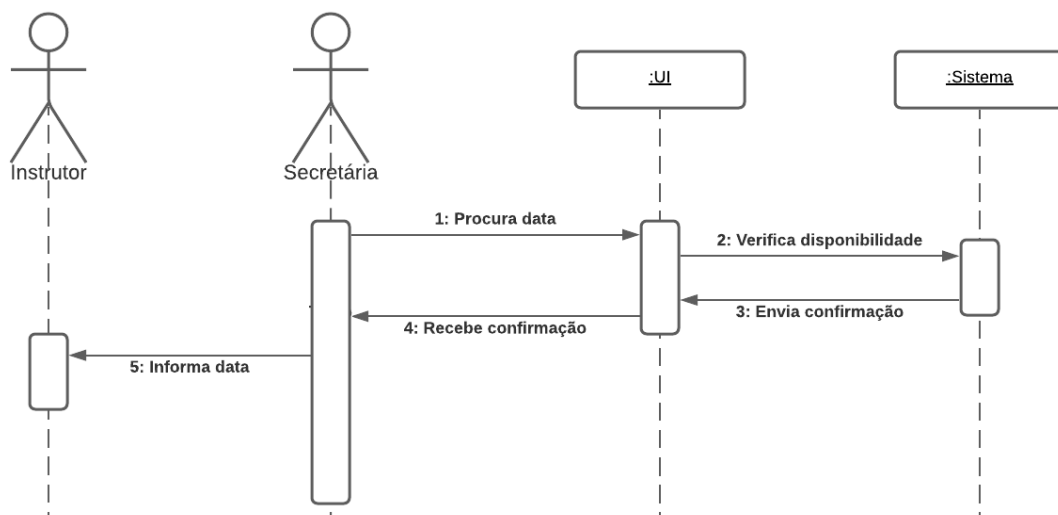 :UI
:Sistema
Instrutor
Secretária
1: Procura data
2: Verifica disponibilidade
3: Envia confirmação
4: Recebe confirmação
5: Informa data